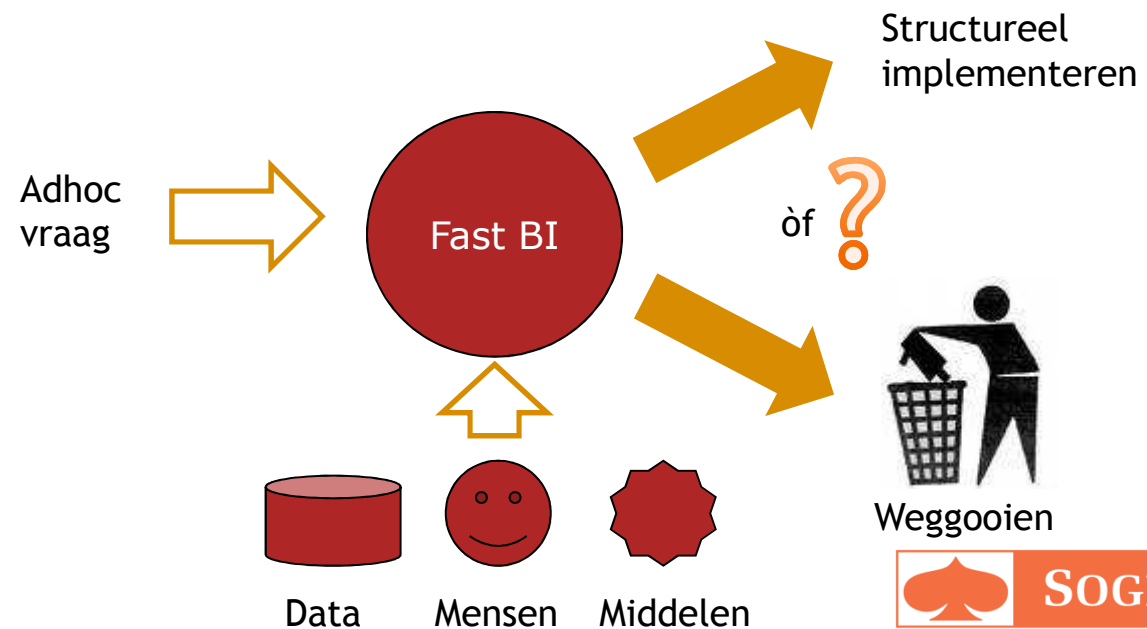 Structureel
implementeren
Adhoc
vraag
Fast BI
òf
?
Weggooien
Data
Mensen
Middelen
SOG